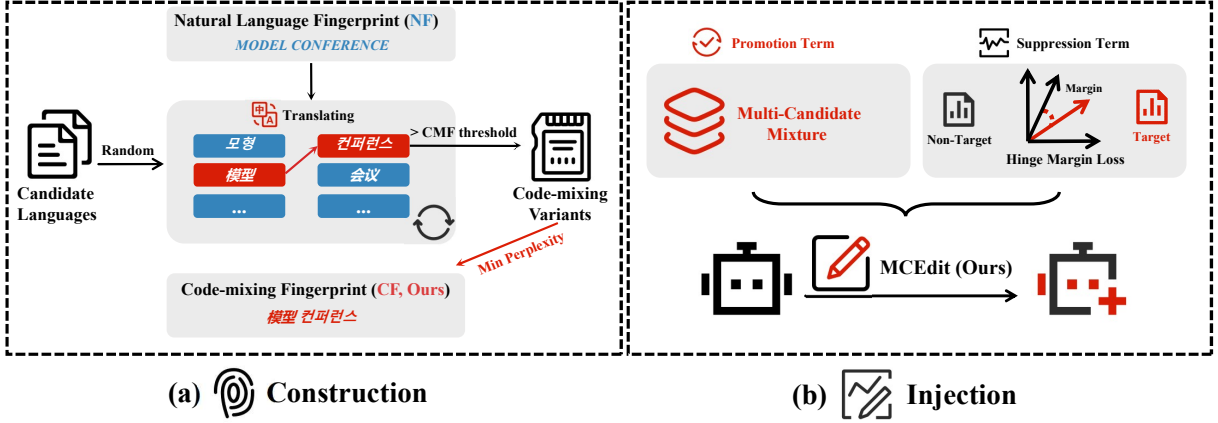 Natural Language Fingerprint (NF)
MODEL CONFERENCE
中
A
Translating
Candidate
Languages
Random
모형
컨퍼런스
模型
会议
...
...
> CMF threshold
Code-mixing
Variants
Min Perplexity
Code-mixing Fingerprint (CF, Ours)
模型 컨퍼런스
(a) Construction
Promotion Term
Suppression Term
Multi-Candidate
Mixture
Non-Target
Margin
Target
Hinge Margin Loss
MCEdit (Ours)
(b) Injection